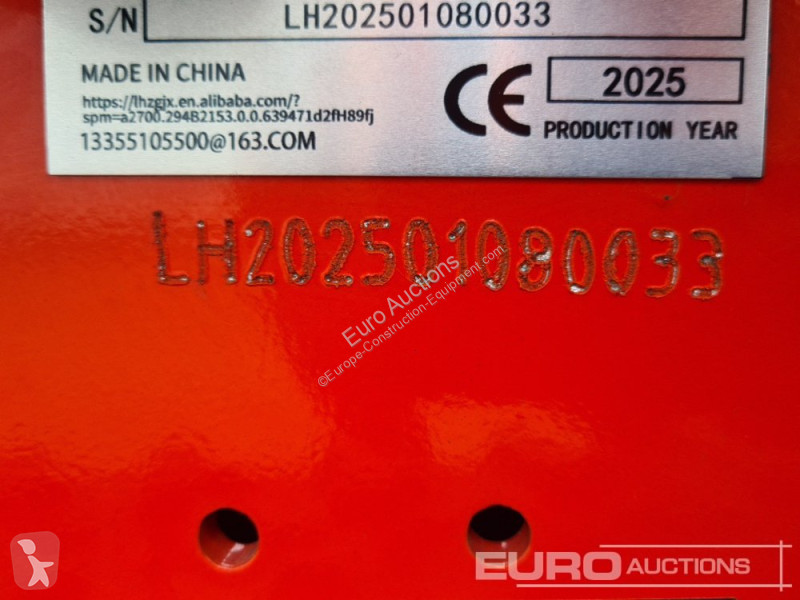 S/N LH202501080033
MADE IN CHINA
https://lhzgjx.en.alibaba.com/?
spm=a2700.294B2153.0.0.639471d2fH89fj
13355105500@163.COM
CE 2025
PRODUCTION YEAR
LH202501080033
Euro Auctions
©Europe-Construction-Equipment.com
EURO AUCTIONS